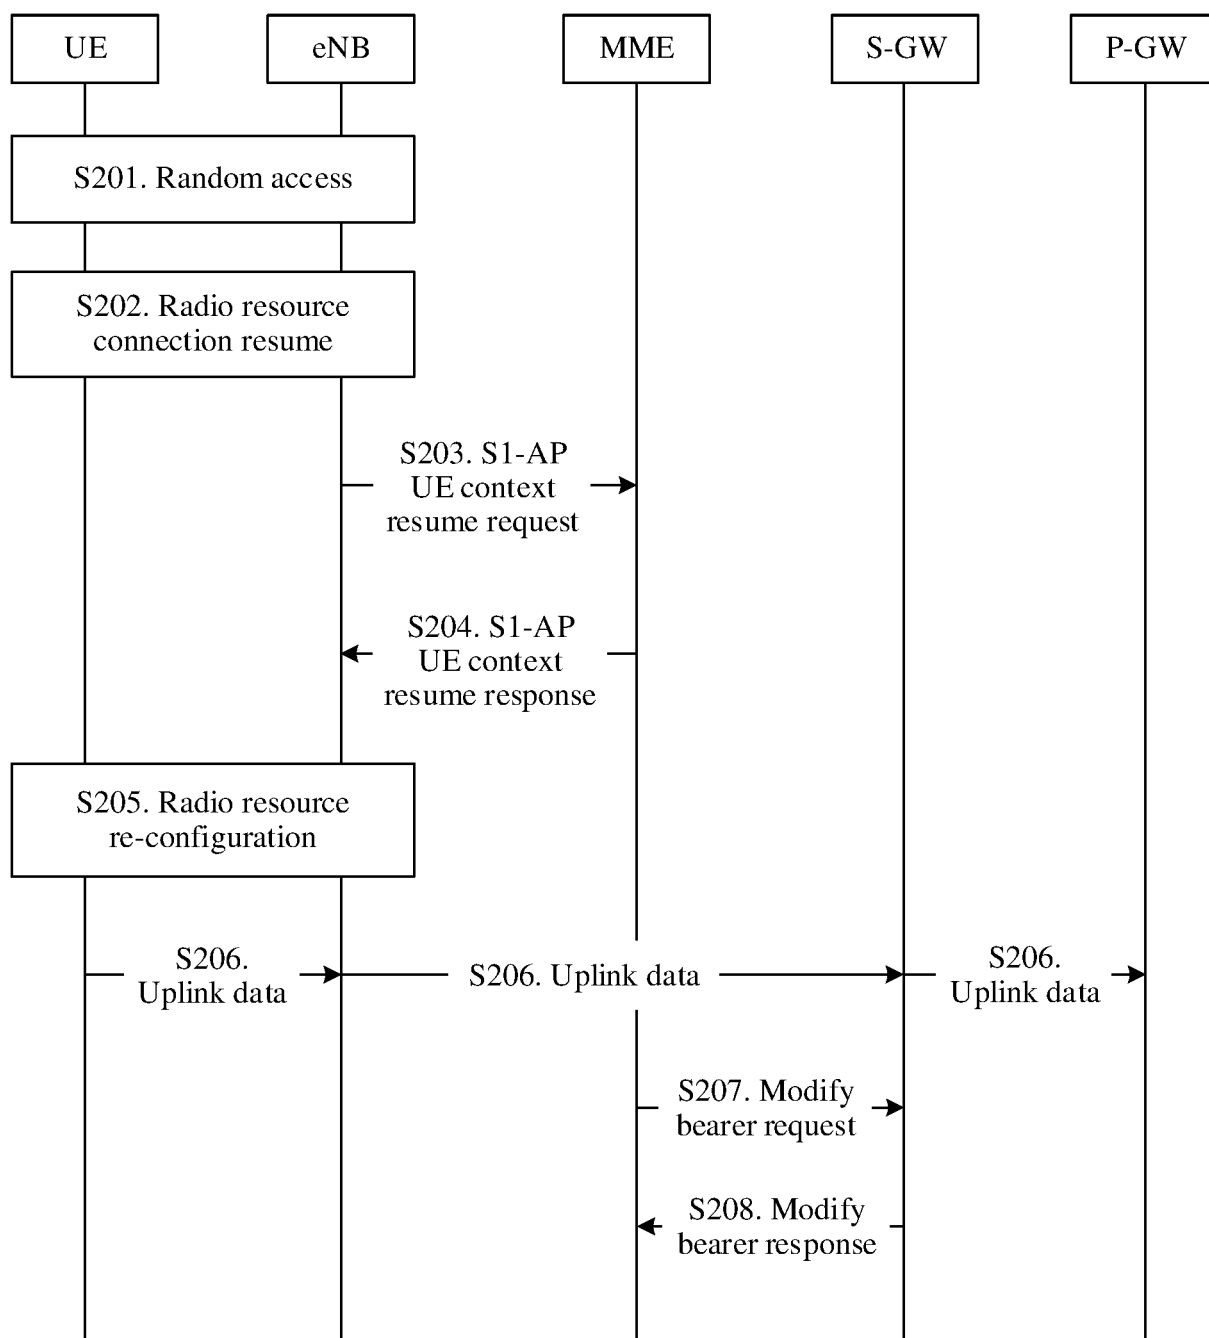 UE
eNB
MME
S-GW
P-GW
S201. Random access
S202. Radio resource
connection resume
S203. S1-AP
UE context
resume request
S204. S1-AP
UE context
resume response
S205. Radio resource
re-configuration
S206.
Uplink data
S206. Uplink data
S206.
Uplink data
S207. Modify
bearer request
S208. Modify
bearer response